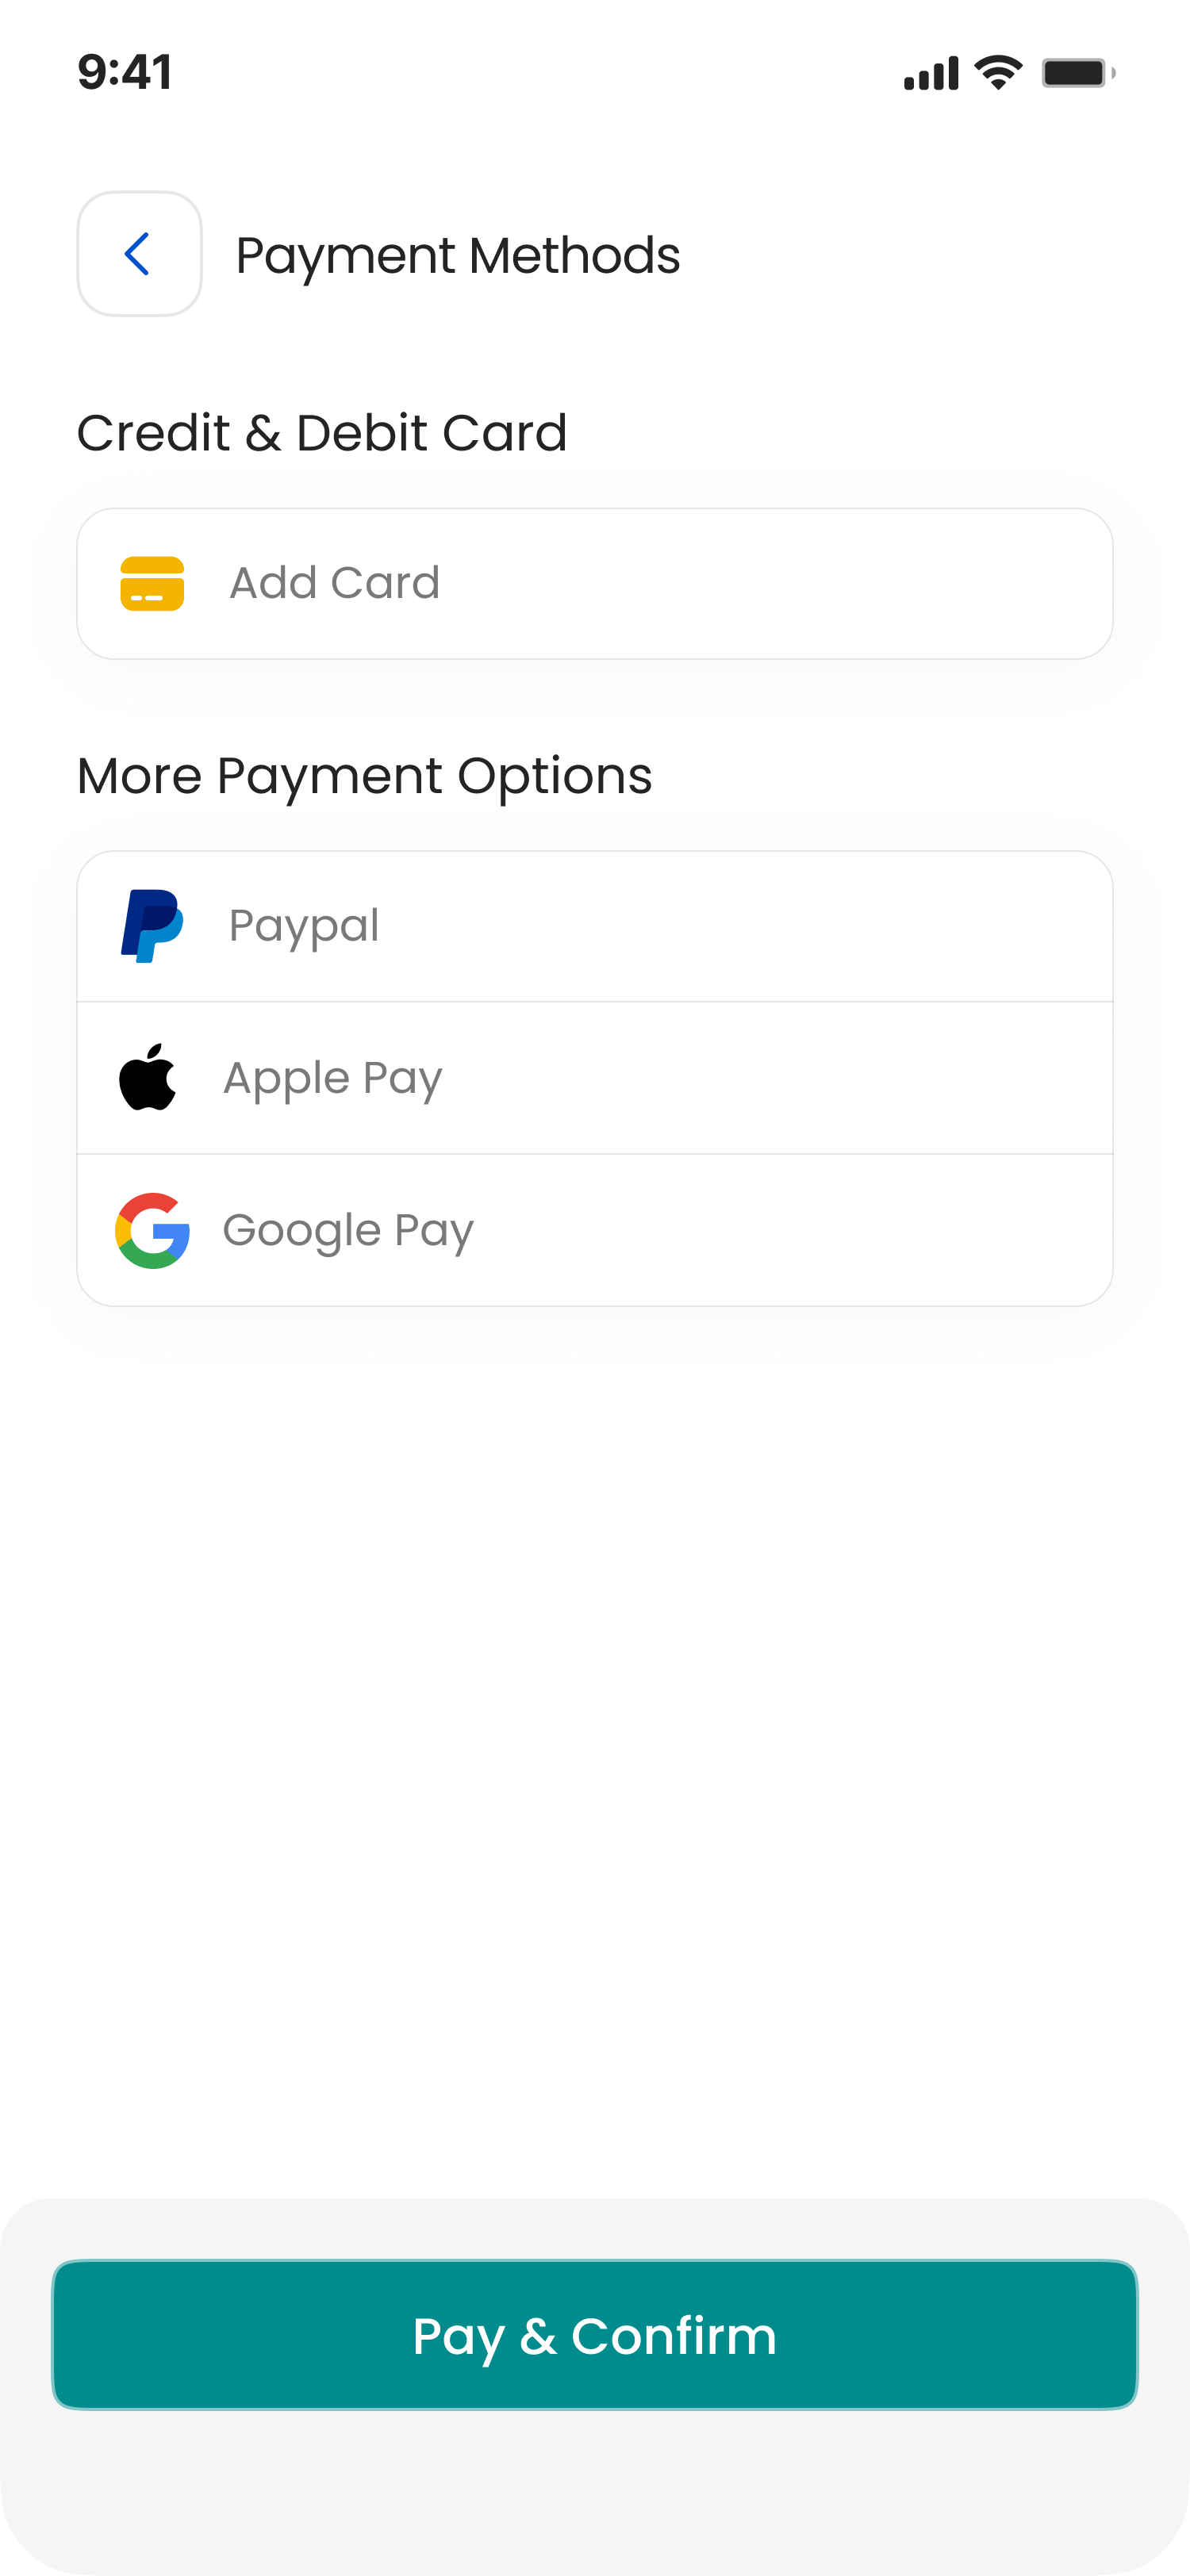 9:41
Payment Methods
Credit & Debit Card
Add Card
More Payment Options
Paypal
Apple Pay
Google Pay
Pay & Confirm